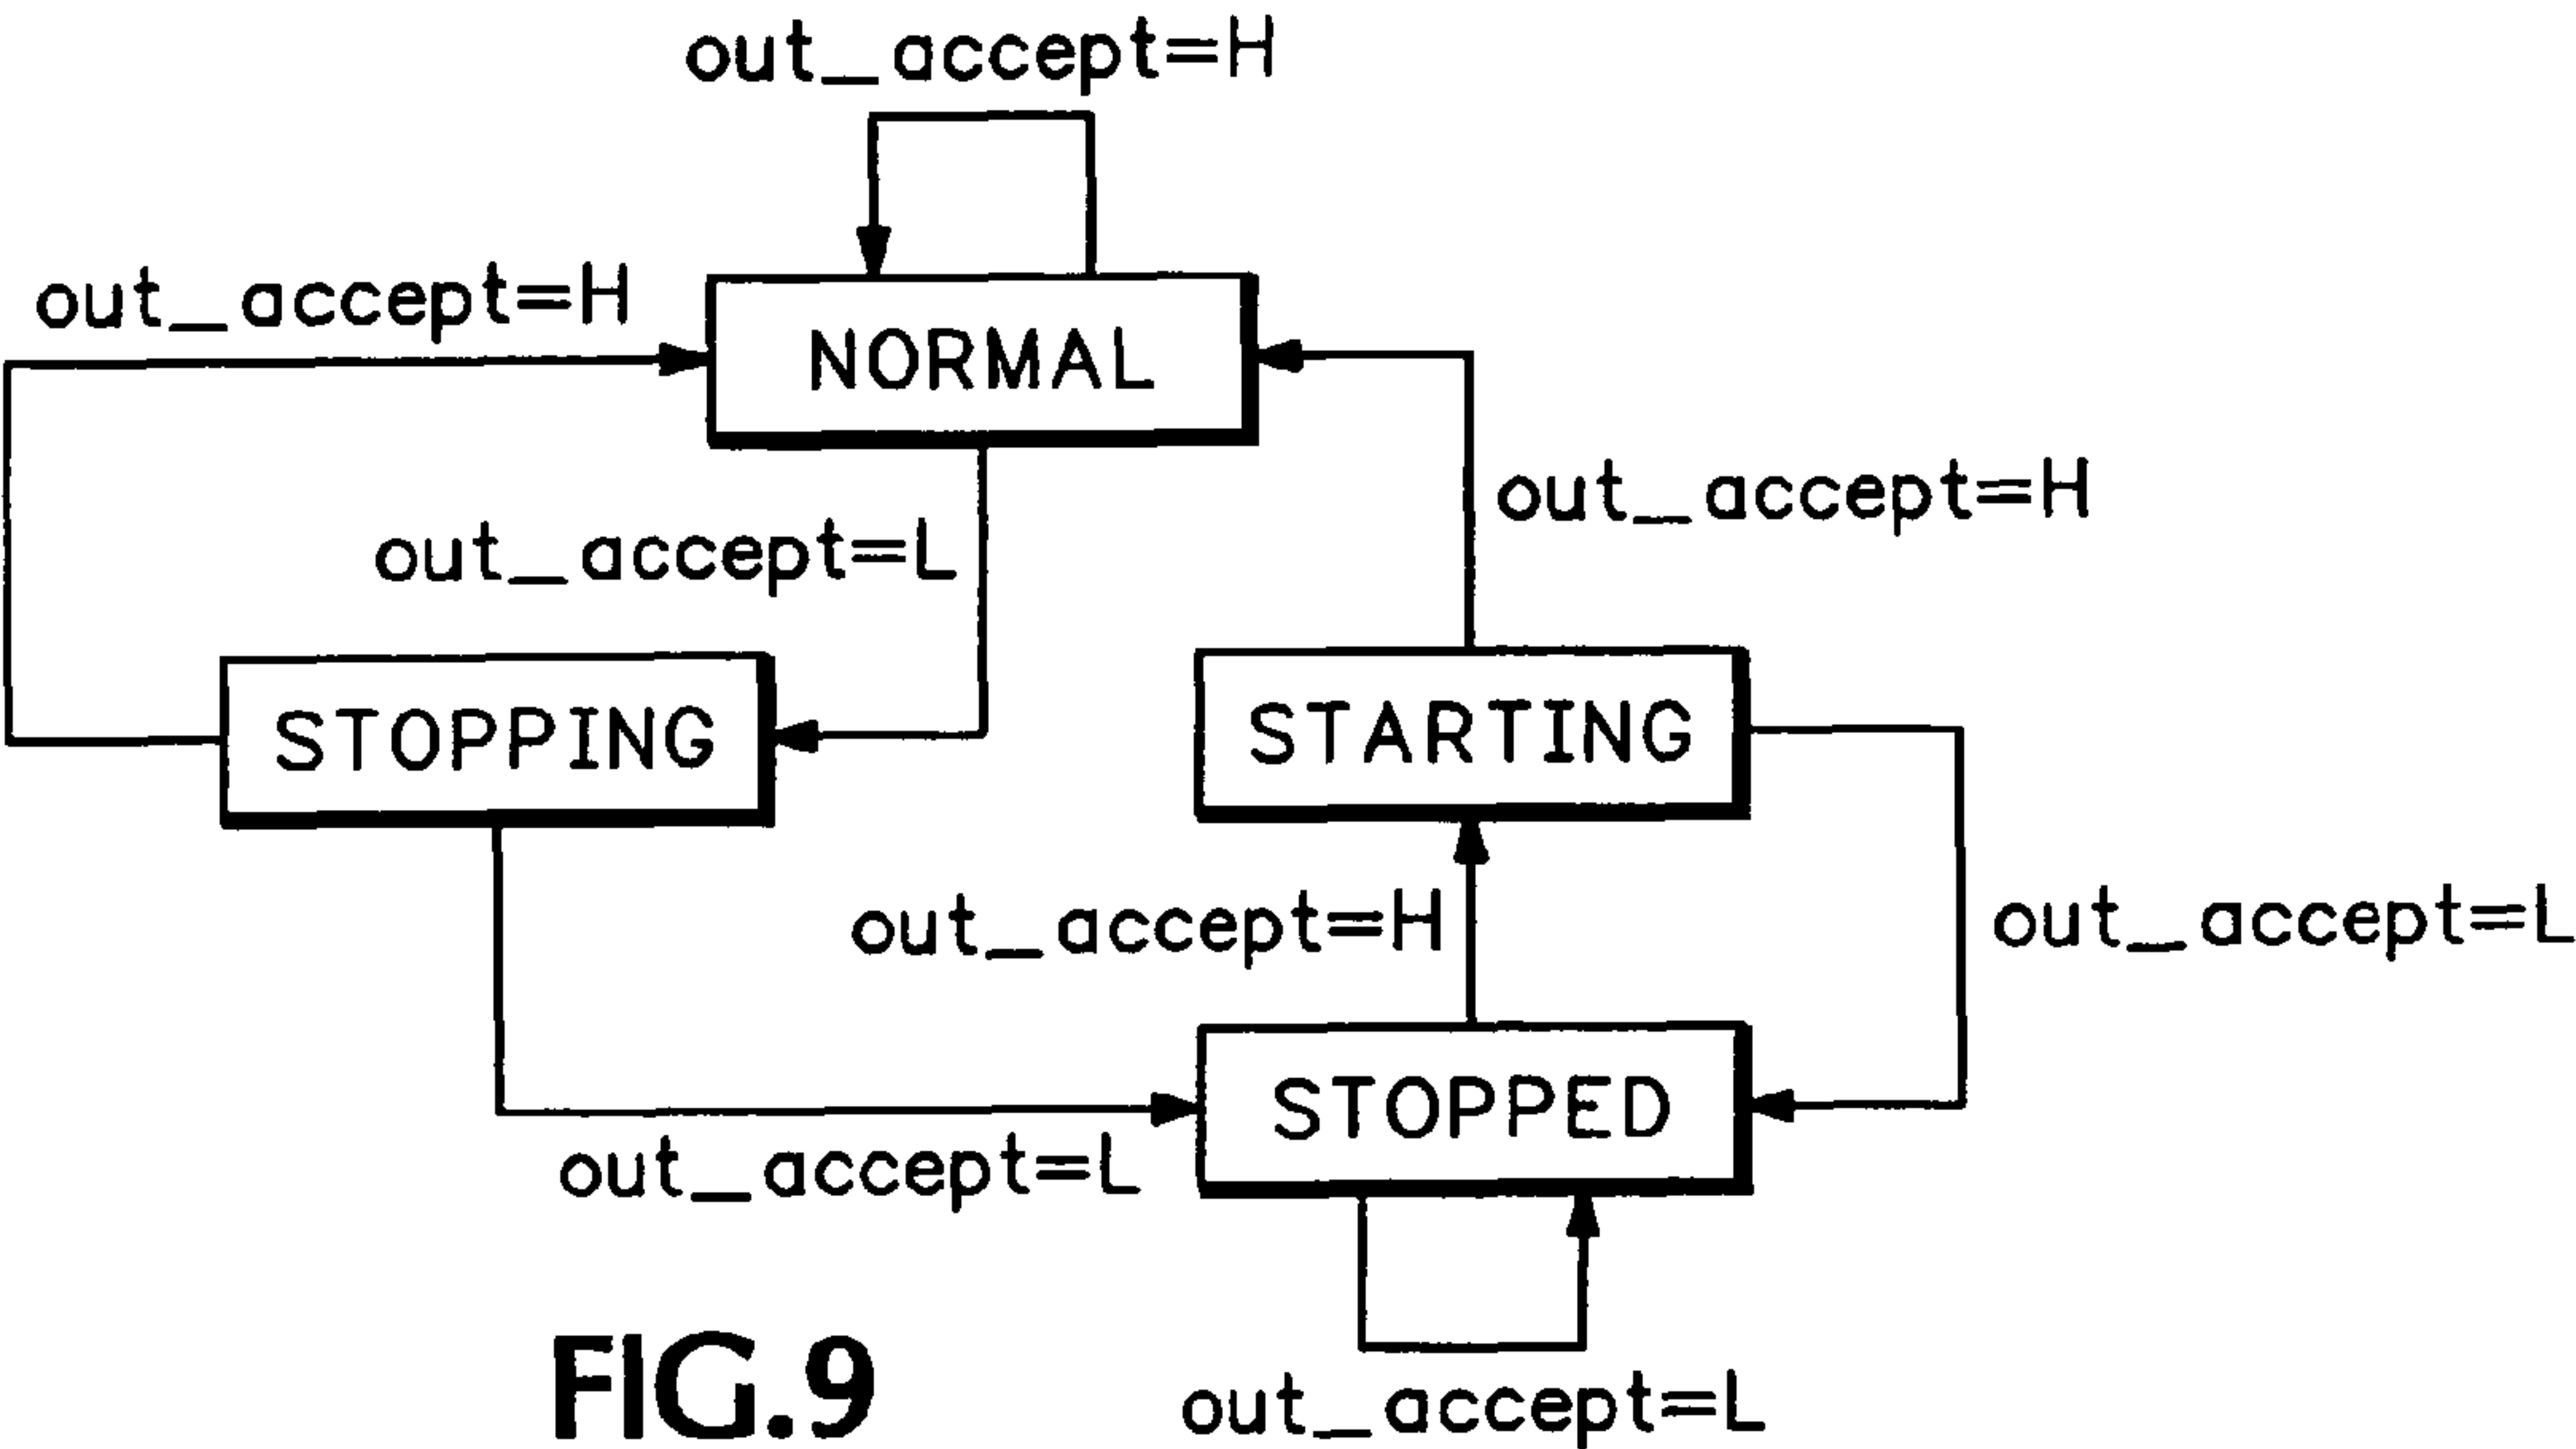 out_accept=H
out_accept=H
NORMAL
out_accept=H
out_accept=L
STOPPING
STARTING
out_accept=H
out_accept=L
STOPPED
out_accept=L
out_accept=L
FIG.9